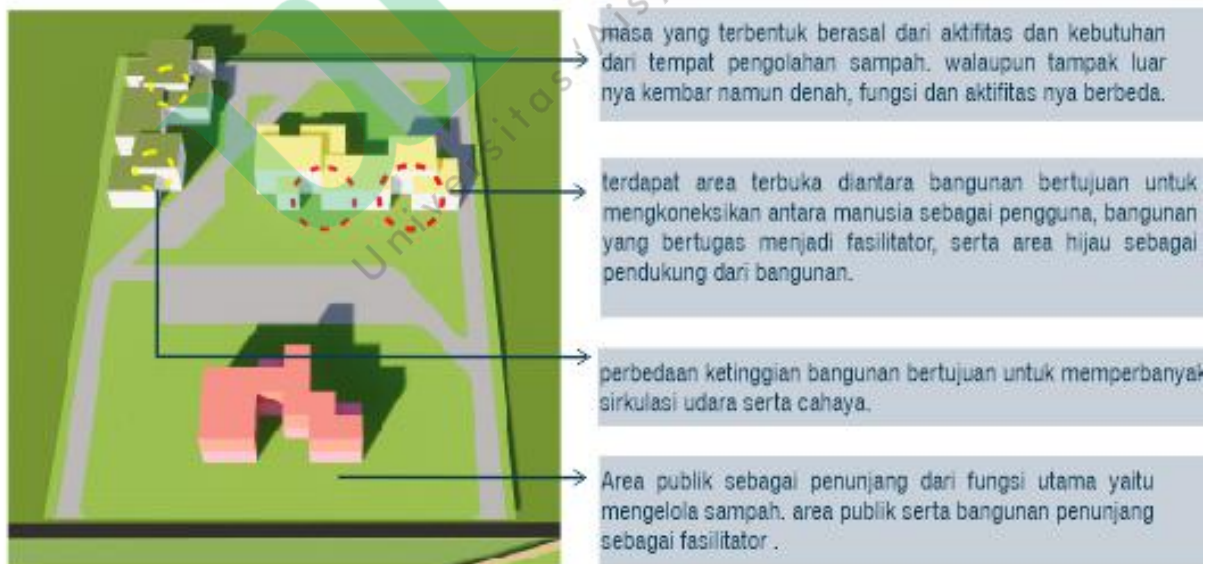 masa yang terbentuk berasal dari aktifitas dan kebutuhan
dari tempat pengolahan sampah. walaupun tampak luar
nya kembar namun denah, fungsi dan aktifitas nya berbeda.
terdapat area terbuka diantara bangunan bertujuan untuk
mengkoneksikan antara manusia sebagai pengguna, bangunan
yang bertugas menjadi fasilitator, serta area hijau sebagai
pendukung dari bangunan.
perbedaan ketinggian bangunan bertujuan untuk memperbanyak
sirkulasi udara serta cahaya.
Area publik sebagai penunjang dari fungsi utama yaitu
mengelola sampah. area publik serta bangunan penunjang
sebagai fasilitator .
Universitas